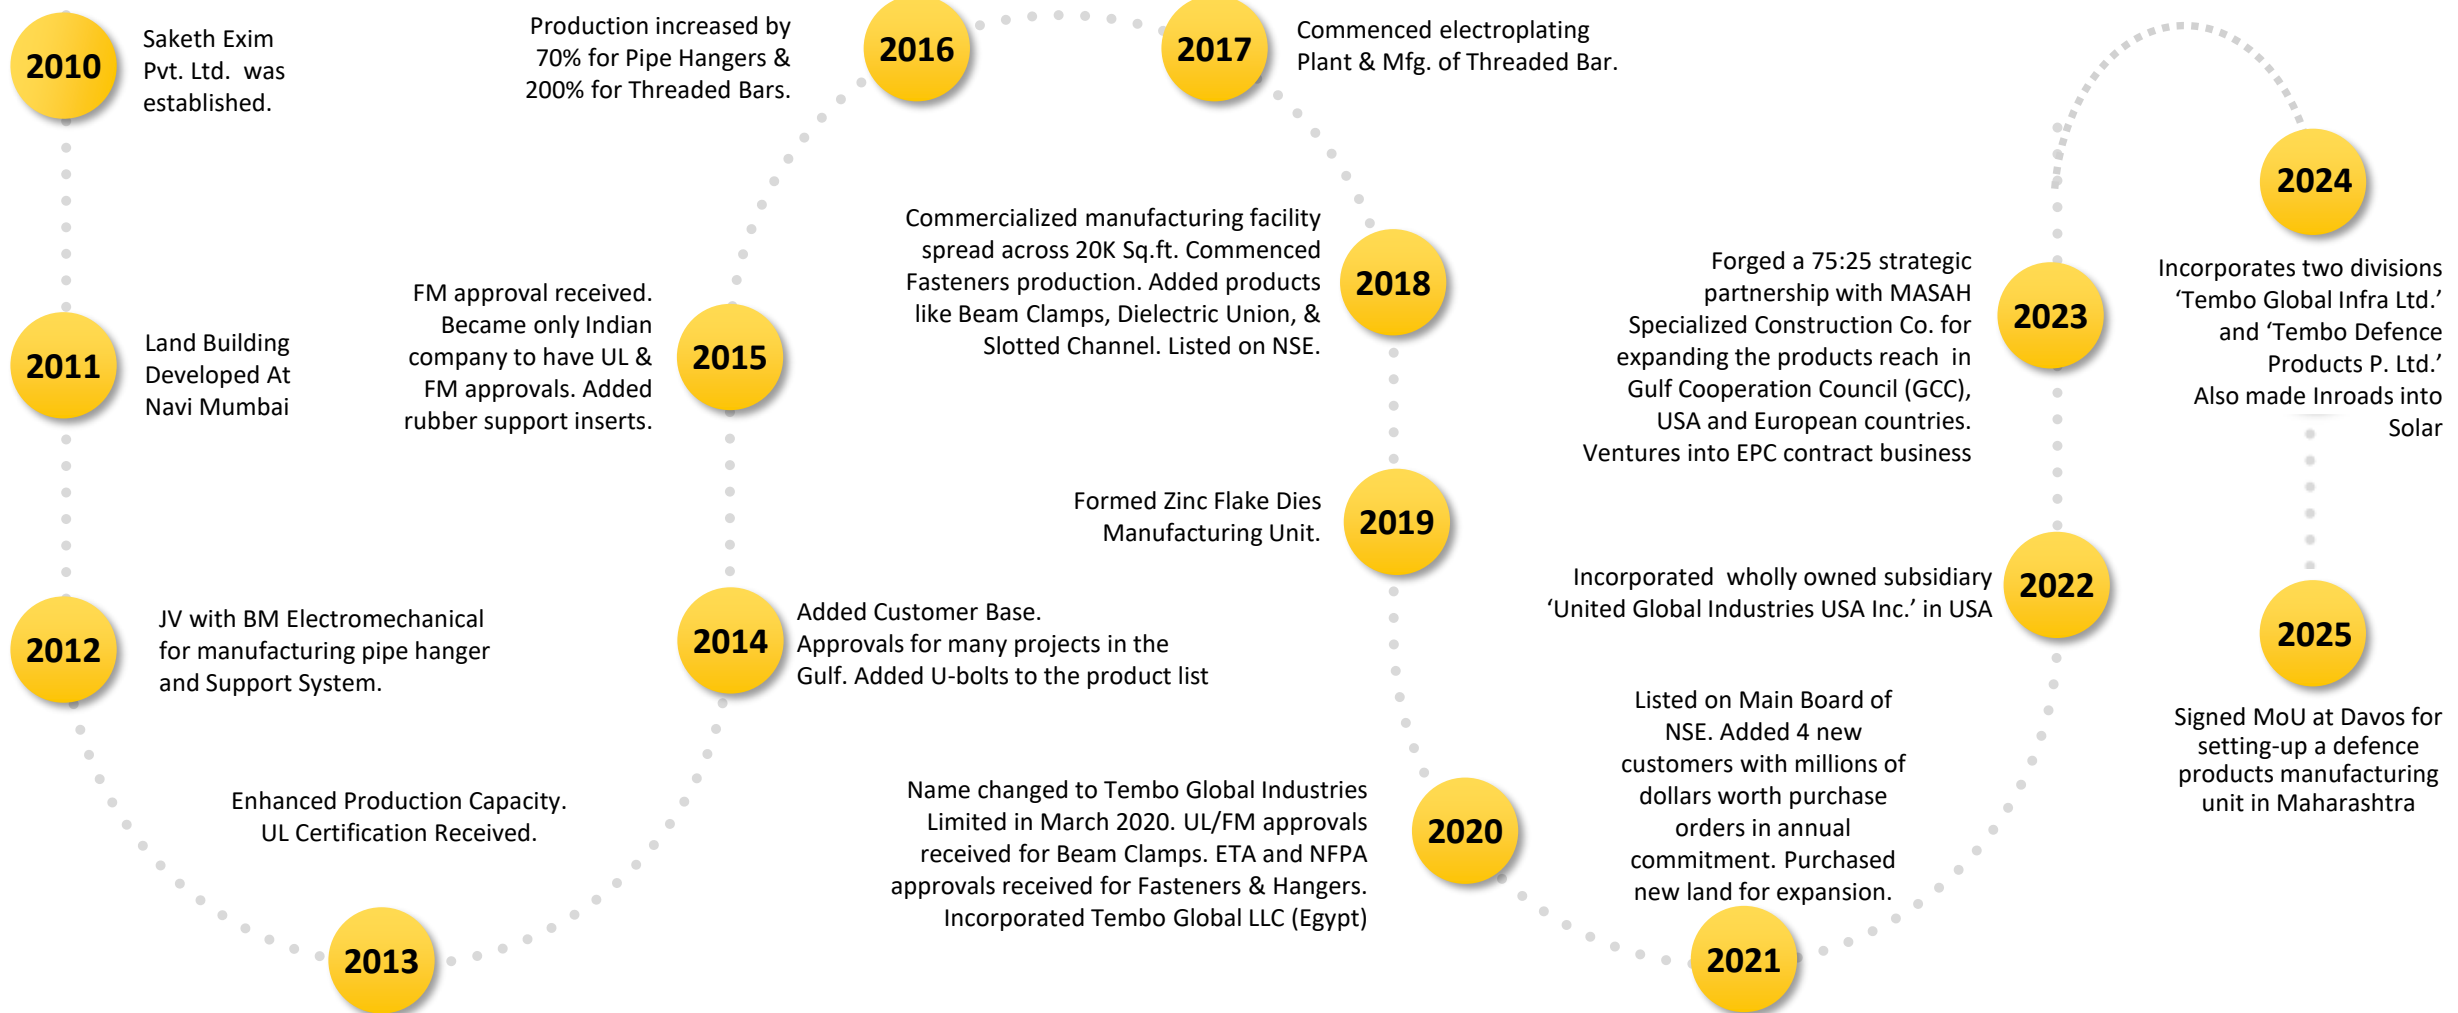 2010
Saketh Exim
Pvt. Ltd. was
established.
2011
Land Building
Developed At
Navi Mumbai
2012
JV with BM Electromechanical
for manufacturing pipe hanger
and Support System.
Enhanced Production Capacity.
UL Certification Received.
2013
2014
Added Customer Base.
Approvals for many projects in the
Gulf. Added U-bolts to the product list
FM approval received.
Became only Indian
company to have UL &
FM approvals. Added
rubber support inserts.
2015
Production increased by
70% for Pipe Hangers &
200% for Threaded Bars.
2016
2017
Commenced electroplating
Plant & Mfg. of Threaded Bar.
Commercialized manufacturing facility
spread across 20K Sq.ft. Commenced
Fasteners production. Added products
like Beam Clamps, Dielectric Union, &
Slotted Channel. Listed on NSE.
2018
Formed Zinc Flake Dies
Manufacturing Unit.
2019
Name changed to Tembo Global Industries
Limited in March 2020. UL/FM approvals
received for Beam Clamps. ETA and NFPA
approvals received for Fasteners & Hangers.
Incorporated Tembo Global LLC (Egypt)
2020
Listed on Main Board of
NSE. Added 4 new
customers with millions of
dollars worth purchase
orders in annual
commitment. Purchased
new land for expansion.
2021
Incorporated wholly owned subsidiary
‘United Global Industries USA Inc.’ in USA
2022
Forged a 75:25 strategic
partnership with MASAH
Specialized Construction Co. for
expanding the products reach in
Gulf Cooperation Council (GCC),
USA and European countries.
Ventures into EPC contract business
2023
2024
Incorporates two divisions
‘Tembo Global Infra Ltd.’
and ‘Tembo Defence
Products P. Ltd.’
Also made Inroads into
Solar
2025
Signed MoU at Davos for
setting-up a defence
products manufacturing
unit in Maharashtra